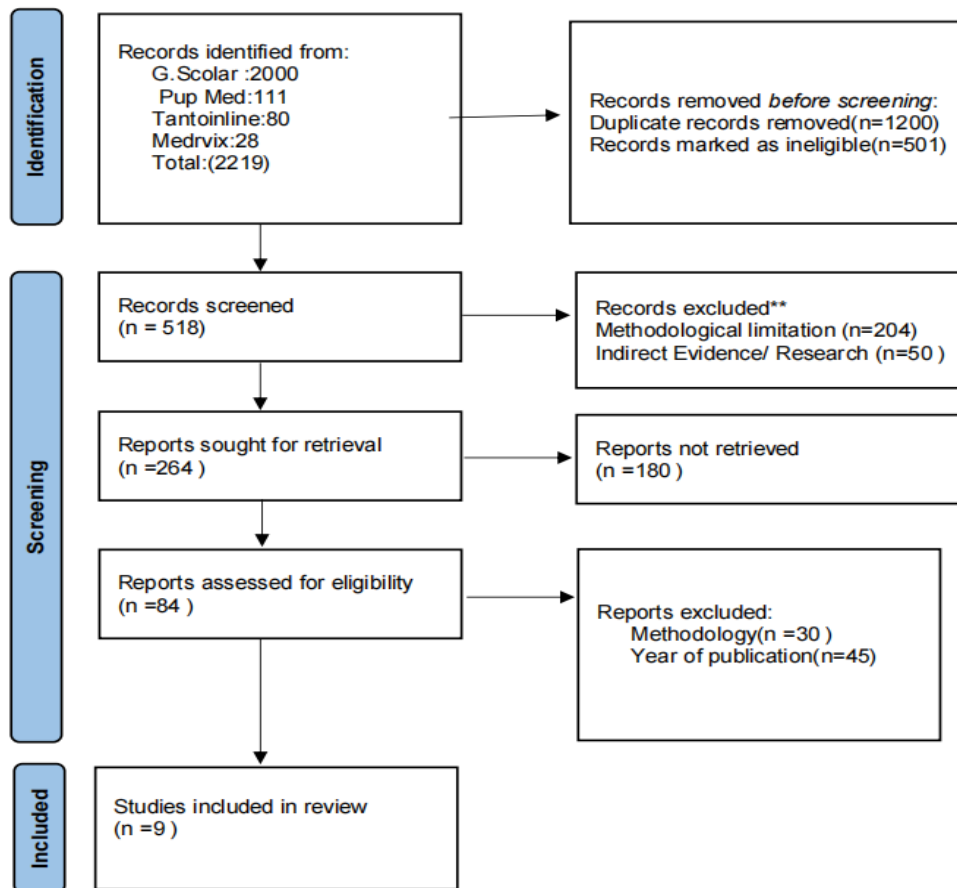 Identification
Records identified from:
G.Scolar :2000
Pup Med:111
Tantoinline:80
Medrvix:28
Total:(2219)
Records removed before screening:
Duplicate records removed(n=1200)
Records marked as ineligible(n=501)
Screening
Records screened
(n = 518)
Records excluded**
Methodological limitation (n=204)
Indirect Evidence/ Research (n=50 )
Reports sought for retrieval
(n =264 )
Reports not retrieved
(n =180 )
Reports assessed for eligibility
(n =84 )
Reports excluded:
Methodology(n =30 )
Year of publication(n=45)
Included
Studies included in review
(n =9 )